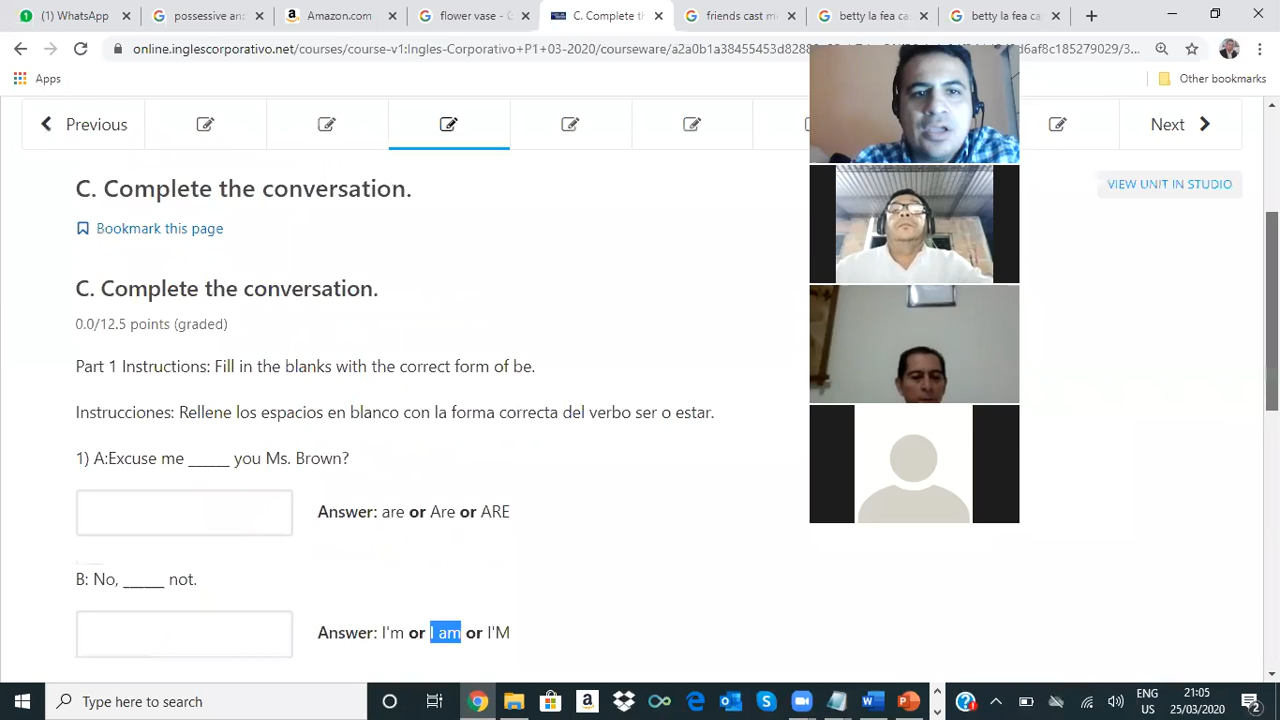 (1) WhatsApp
possessive an
Amazon.com
flower vase - C
C. Complete th
friends cast m
betty la fea ca
betty la fea ca
online.inglescorporativo.net/courses/course-v1:Ingles-Corporativo+P1+03-2020/courseware/
Apps
Other bookmarks
Previous
Next
C. Complete the conversation.
VIEW UNIT IN STUDIO
Bookmark this page
C. Complete the conversation.
0.0/12.5 points (graded)
Part 1 Instructions: Fill in the blanks with the correct form of be.
Instrucciones: Rellene los espacios en blanco con la forma correcta del verbo ser o estar.
1) A:Excuse me _____ you Ms. Brown?
Answer: are or Are or ARE
B: No, _____ not.
Answer: I'm or I am or I'M
Type here to search
ENG
US
21:05
25/03/2020
2